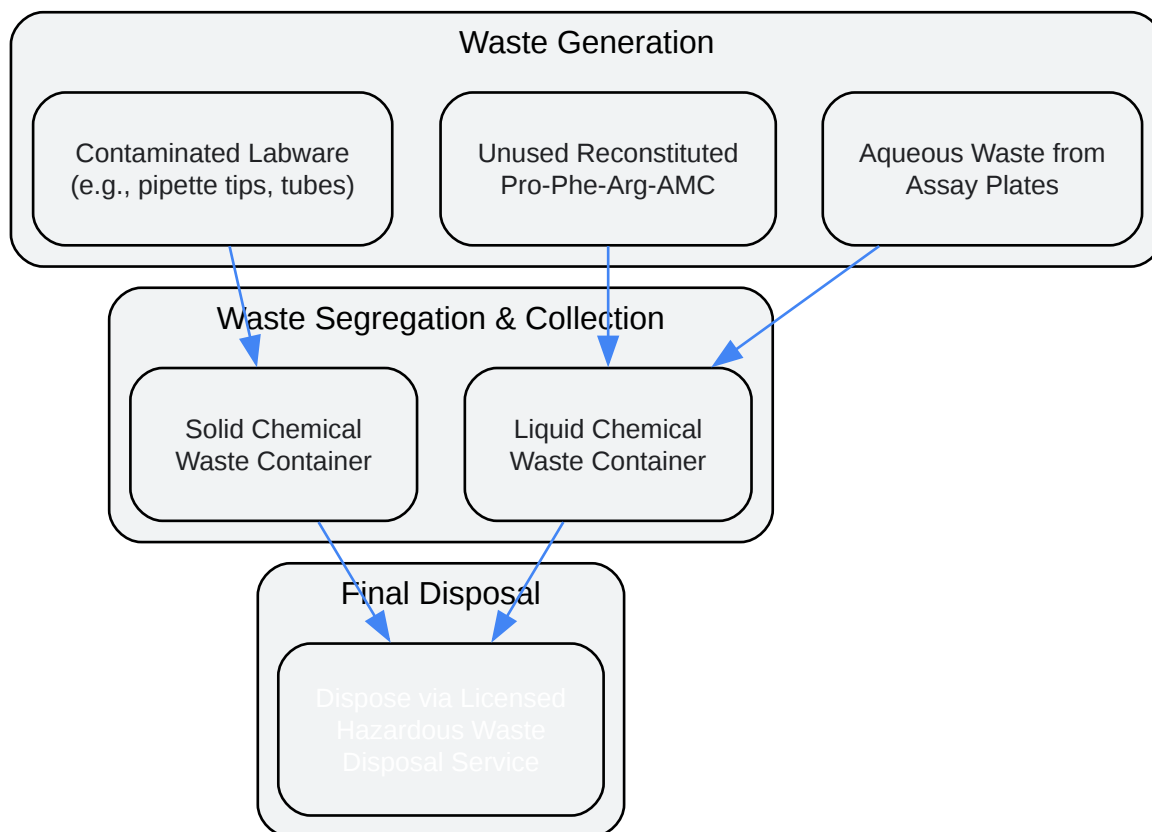 Waste Generation
Contaminated Labware
(e.g., pipette tips, tubes)
Unused Reconstituted
Pro-Phe-Arg-AMC
Aqueous Waste from
Assay Plates
Waste Segregation & Collection
Solid Chemical
Waste Container
Liquid Chemical
Waste Container
Final Disposal
Dispose via Licensed
Hazardous Waste
Disposal Service